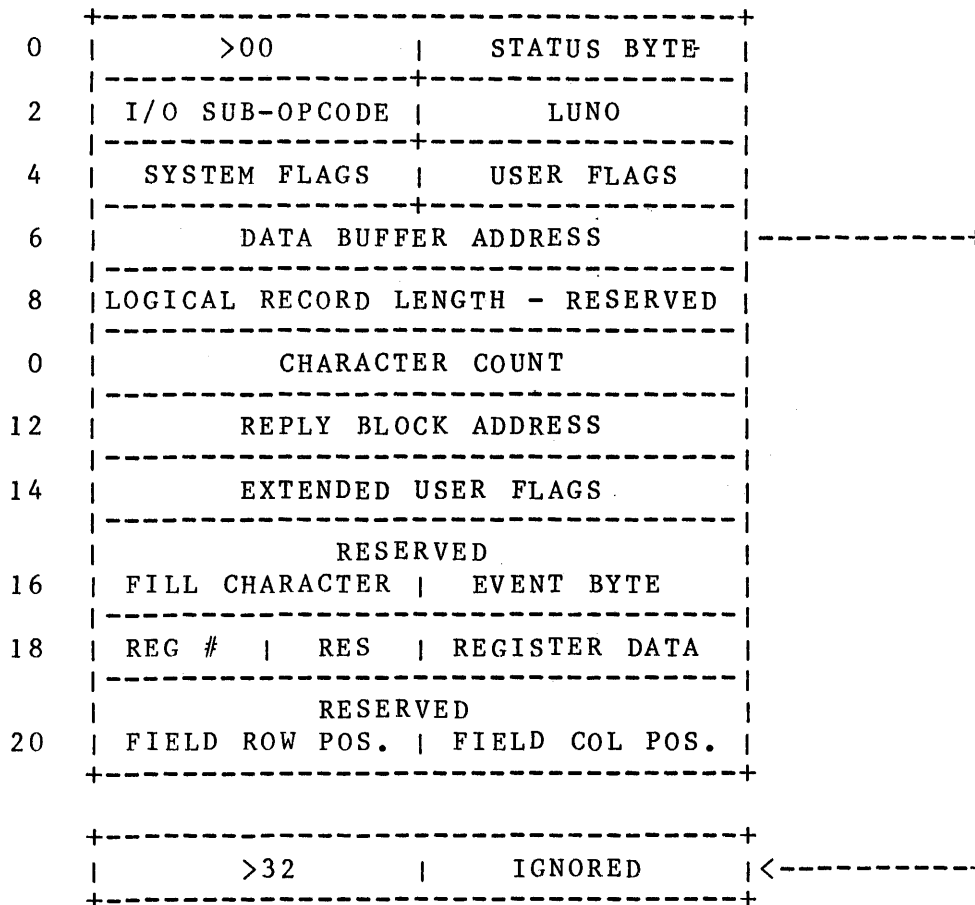 0 >00 | STATUS BYTE
2 I/O SUB-OPCODE | LUNO
4 SYSTEM FLAGS | USER FLAGS
6 DATA BUFFER ADDRESS
8 LOGICAL RECORD LENGTH - RESERVED
0 CHARACTER COUNT
12 REPLY BLOCK ADDRESS
14 EXTENDED USER FLAGS
RESERVED
16 FILL CHARACTER | EVENT BYTE
18 REG # | RES | REGISTER DATA
RESERVED
20 FIELD ROW POS. | FIELD COL POS.
>32 | IGNORED